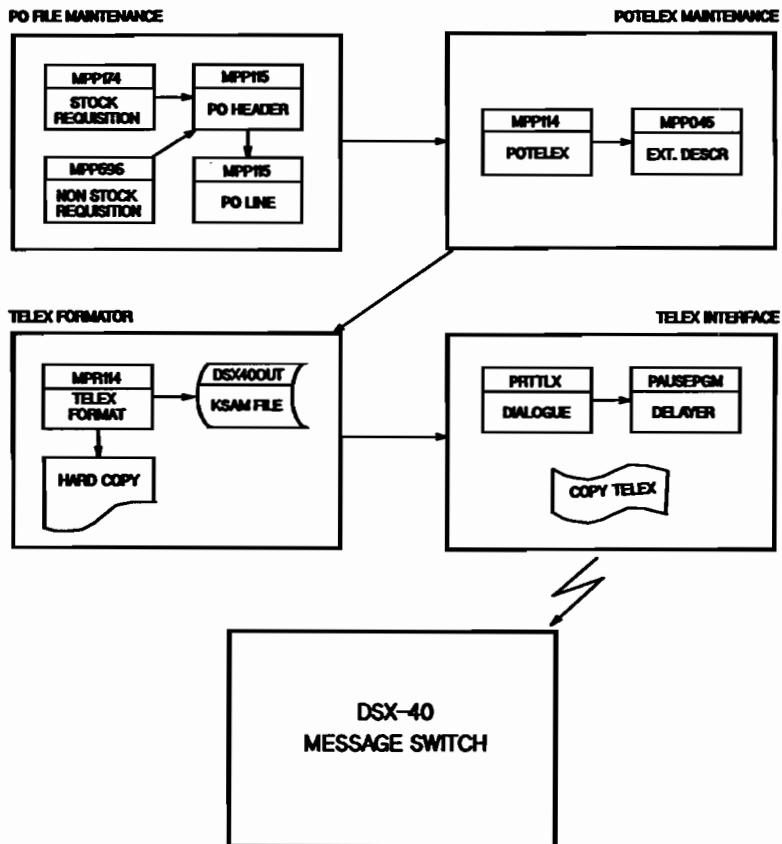 PO FILE MAINTENANCE
POTELEX MAINTENANCE
MPP174
STOCK
REQUISITION
MPP115
PO HEADER
MPP596
NON STOCK
REQUISITION
MPP115
PO LINE
MPP114
POTELEX
MPP045
EXT. DESCR
TELEX FORMATOR
TELEX INTERFACE
MPR114
TELEX
FORMAT
DSX40OUT
KSAM FILE
HARD COPY
PRTTLX
DIALOGUE
PAUSEPGM
DELAYER
COPY TELEX
DSX-40
MESSAGE SWITCH